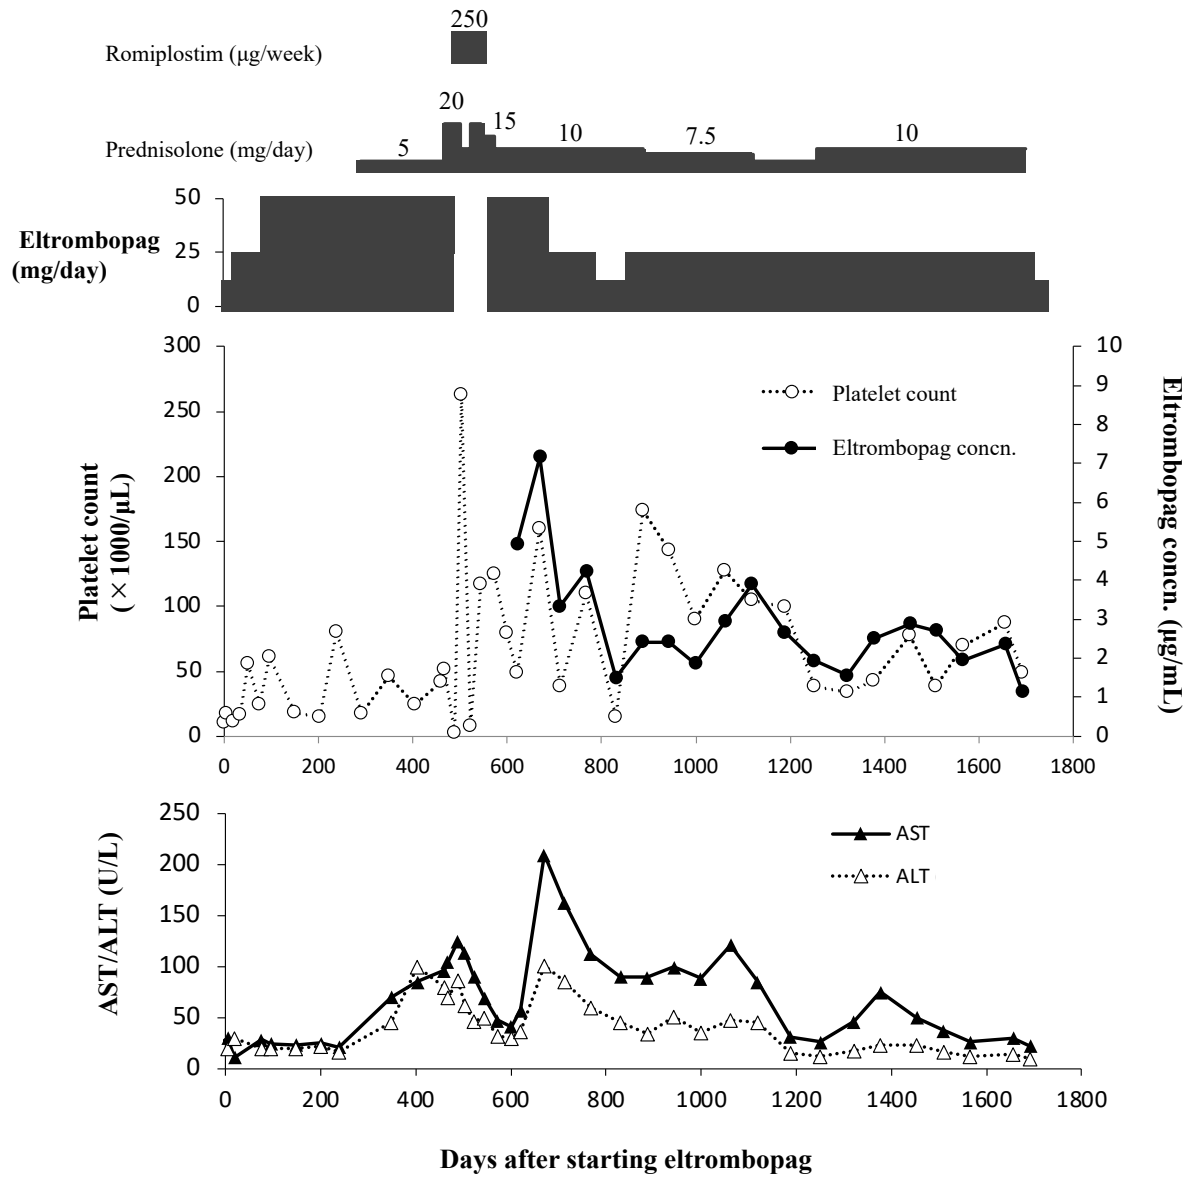 250
Romiplostim (μg/week)
20
15
10
7.5
10
5
Prednisolone (mg/day)
50
Eltrombopag
25
(mg/day)
0
300
10
250
9
8
200
7
6
150
5
4
100
3
50
2
1
0
0
Platelet count
Eltrombopag concn.
Platelet count
(×1000/μL)
Eltrombopag concn. (μg/mL)
0 200 400 600 800 1000 1200 1400 1600 1800
250
200
150
100
50
0
AST
ALT
AST/ALT (U/L)
0 200 400 600 800 1000 1200 1400 1600 1800
Days after starting eltrombopag